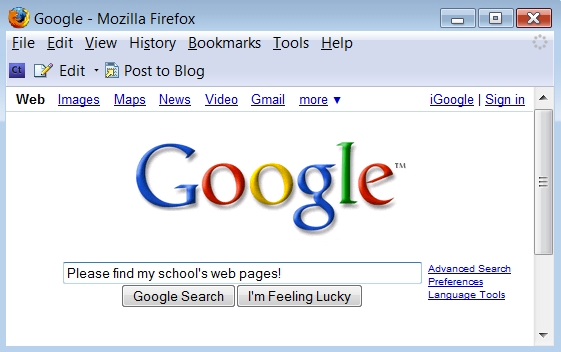 Google - Mozilla Firefox
File Edit View History Bookmarks Tools Help
Ct Edit Post to Blog
Web Images Maps News Video Gmail more ▼ iGoogle | Sign in
Google™
Please find my school's web pages!
Advanced Search
Preferences
Language Tools
Google Search I'm Feeling Lucky